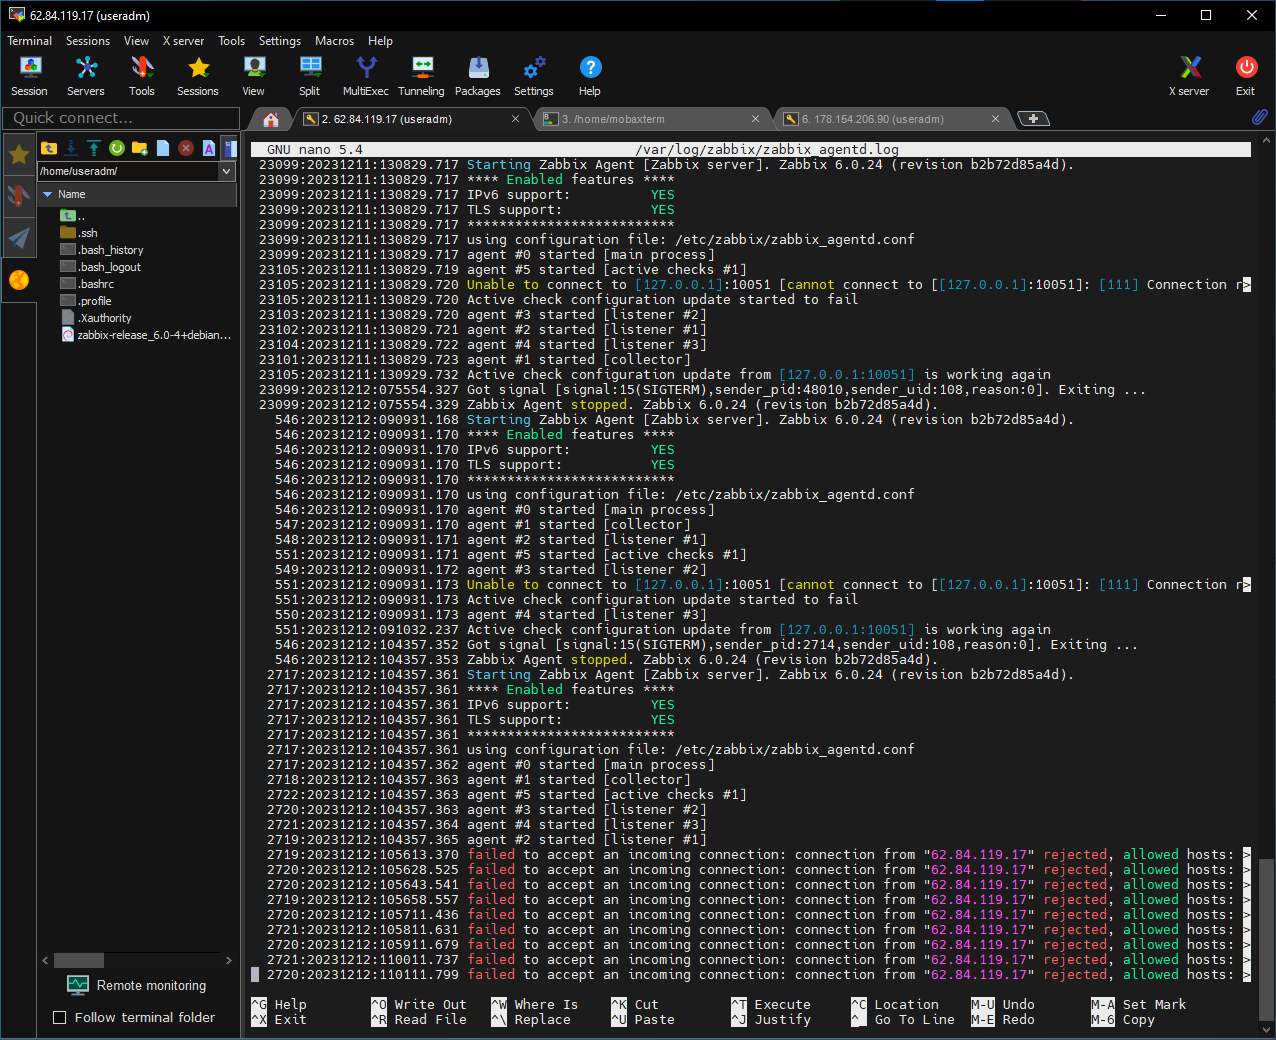 62.84.119.17 (useradm)
Terminal Sessions View X server Tools Settings Macros Help
Session Servers Tools Sessions View Split MultiExec Tunneling Packages Settings Help X server Exit
Quick connect...
2. 62.84.119.17 (useradm)
3. /home/mobaxterm
6. 178.154.206.90 (useradm)
/home/useradm/
Name
..
.ssh
.bash_history
.bash_logout
.bashrc
.profile
.Xauthority
zabbix-release_6.0-4+debian...
Remote monitoring
Follow terminal folder
GNU nano 5.4 /var/log/zabbix/zabbix_agentd.log
23099:20231211:130829.717 Starting Zabbix Agent [Zabbix server]. Zabbix 6.0.24 (revision b2b72d85a4d).
23099:20231211:130829.717 **** Enabled features ****
23099:20231211:130829.717 IPv6 support: YES
23099:20231211:130829.717 TLS support: YES
23099:20231211:130829.717 **************************
23099:20231211:130829.717 using configuration file: /etc/zabbix/zabbix_agentd.conf
23099:20231211:130829.717 agent #0 started [main process]
23105:20231211:130829.719 agent #5 started [active checks #1]
23105:20231211:130829.720 Unable to connect to [127.0.0.1]:10051 [cannot connect to [[127.0.0.1]:10051]: [111] Connection r>
23105:20231211:130829.720 Active check configuration update started to fail
23103:20231211:130829.720 agent #3 started [listener #2]
23102:20231211:130829.721 agent #2 started [listener #1]
23104:20231211:130829.722 agent #4 started [listener #3]
23101:20231211:130829.723 agent #1 started [collector]
23105:20231211:130929.732 Active check configuration update from [127.0.0.1:10051] is working again
23099:20231212:075554.327 Got signal [signal:15(SIGTERM),sender_pid:48010,sender_uid:108,reason:0]. Exiting ...
23099:20231212:075554.329 Zabbix Agent stopped. Zabbix 6.0.24 (revision b2b72d85a4d).
546:20231212:090931.168 Starting Zabbix Agent [Zabbix server]. Zabbix 6.0.24 (revision b2b72d85a4d).
546:20231212:090931.170 **** Enabled features ****
546:20231212:090931.170 IPv6 support: YES
546:20231212:090931.170 TLS support: YES
546:20231212:090931.170 **************************
546:20231212:090931.170 using configuration file: /etc/zabbix/zabbix_agentd.conf
546:20231212:090931.170 agent #0 started [main process]
547:20231212:090931.170 agent #1 started [collector]
548:20231212:090931.171 agent #2 started [listener #1]
551:20231212:090931.171 agent #5 started [active checks #1]
549:20231212:090931.172 agent #3 started [listener #2]
551:20231212:090931.173 Unable to connect to [127.0.0.1]:10051 [cannot connect to [[127.0.0.1]:10051]: [111] Connection r>
551:20231212:090931.173 Active check configuration update started to fail
550:20231212:090931.173 agent #4 started [listener #3]
551:20231212:091032.237 Active check configuration update from [127.0.0.1:10051] is working again
546:20231212:104357.352 Got signal [signal:15(SIGTERM),sender_pid:2714,sender_uid:108,reason:0]. Exiting ...
546:20231212:104357.353 Zabbix Agent stopped. Zabbix 6.0.24 (revision b2b72d85a4d).
2717:20231212:104357.361 Starting Zabbix Agent [Zabbix server]. Zabbix 6.0.24 (revision b2b72d85a4d).
2717:20231212:104357.361 **** Enabled features ****
2717:20231212:104357.361 IPv6 support: YES
2717:20231212:104357.361 TLS support: YES
2717:20231212:104357.361 **************************
2717:20231212:104357.361 using configuration file: /etc/zabbix/zabbix_agentd.conf
2717:20231212:104357.362 agent #0 started [main process]
2718:20231212:104357.363 agent #1 started [collector]
2722:20231212:104357.363 agent #5 started [active checks #1]
2720:20231212:104357.363 agent #3 started [listener #2]
2721:20231212:104357.364 agent #4 started [listener #3]
2719:20231212:104357.365 agent #2 started [listener #1]
2719:20231212:105613.370 failed to accept an incoming connection: connection from "62.84.119.17" rejected, allowed hosts: >
2720:20231212:105628.525 failed to accept an incoming connection: connection from "62.84.119.17" rejected, allowed hosts: >
2720:20231212:105643.541 failed to accept an incoming connection: connection from "62.84.119.17" rejected, allowed hosts: >
2719:20231212:105658.557 failed to accept an incoming connection: connection from "62.84.119.17" rejected, allowed hosts: >
2720:20231212:105711.436 failed to accept an incoming connection: connection from "62.84.119.17" rejected, allowed hosts: >
2721:20231212:105811.631 failed to accept an incoming connection: connection from "62.84.119.17" rejected, allowed hosts: >
2720:20231212:105911.679 failed to accept an incoming connection: connection from "62.84.119.17" rejected, allowed hosts: >
2721:20231212:110011.737 failed to accept an incoming connection: connection from "62.84.119.17" rejected, allowed hosts: >
2720:20231212:110111.799 failed to accept an incoming connection: connection from "62.84.119.17" rejected, allowed hosts: >
^G Help ^O Write Out ^W Where Is ^K Cut ^T Execute ^C Location M-U Undo M-A Set Mark
^X Exit ^R Read File ^\ Replace ^U Paste ^J Justify ^_ Go To Line M-E Redo M-6 Copy